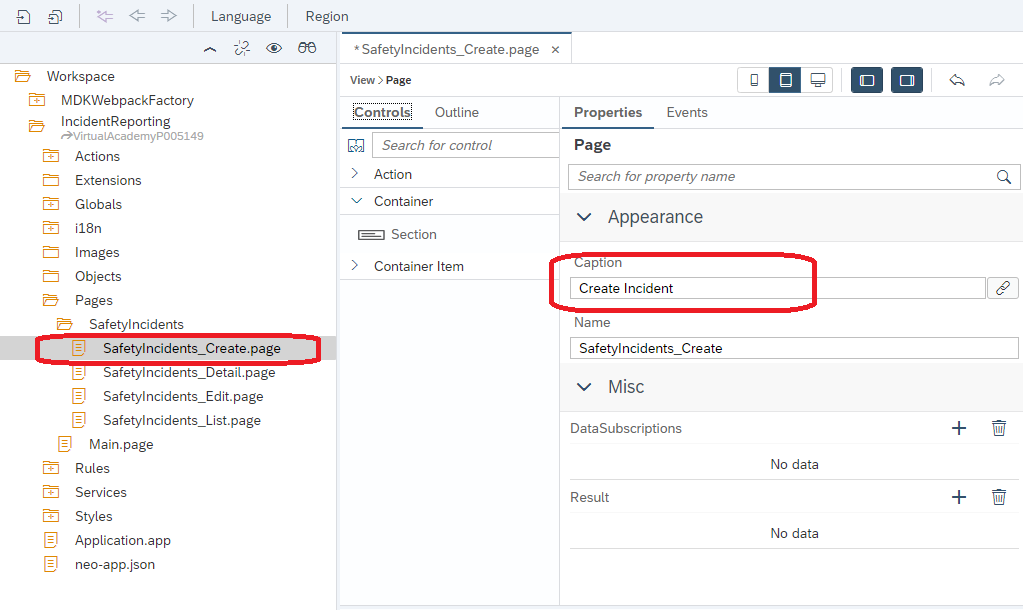 Language
Region
Workspace
MDKWebpackFactory
IncidentReporting
VirtualAcademyP005149
Actions
Extensions
Globals
i18n
Images
Objects
Pages
SafetyIncidents
SafetyIncidents_Create.page
SafetyIncidents_Detail.page
SafetyIncidents_Edit.page
SafetyIncidents_List.page
Main.page
Rules
Services
Styles
Application.app
neo-app.json
*SafetyIncidents_Create.page ×
View > Page
Controls
Outline
Search for control
Action
Container
Section
Container Item
Properties
Events
Page
Search for property name
Appearance
Caption
Create Incident
Name
SafetyIncidents_Create
Misc
DataSubscriptions
No data
Result
No data